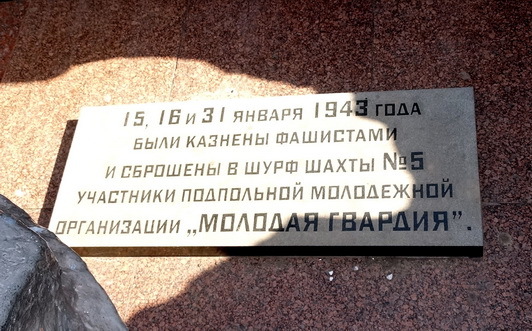 15, 16 и 31 ЯНВАРЯ 1943 ГОДА
БЫЛИ КАЗНЕНЫ ФАШИСТАМИ
И СБРОШЕНЫ В ШУРФ ШАХТЫ №5
УЧАСТНИКИ ПОДПОЛЬНОЙ МОЛОДЕЖНОЙ
ОРГАНИЗАЦИИ „МОЛОДАЯ ГВАРДИЯ”.